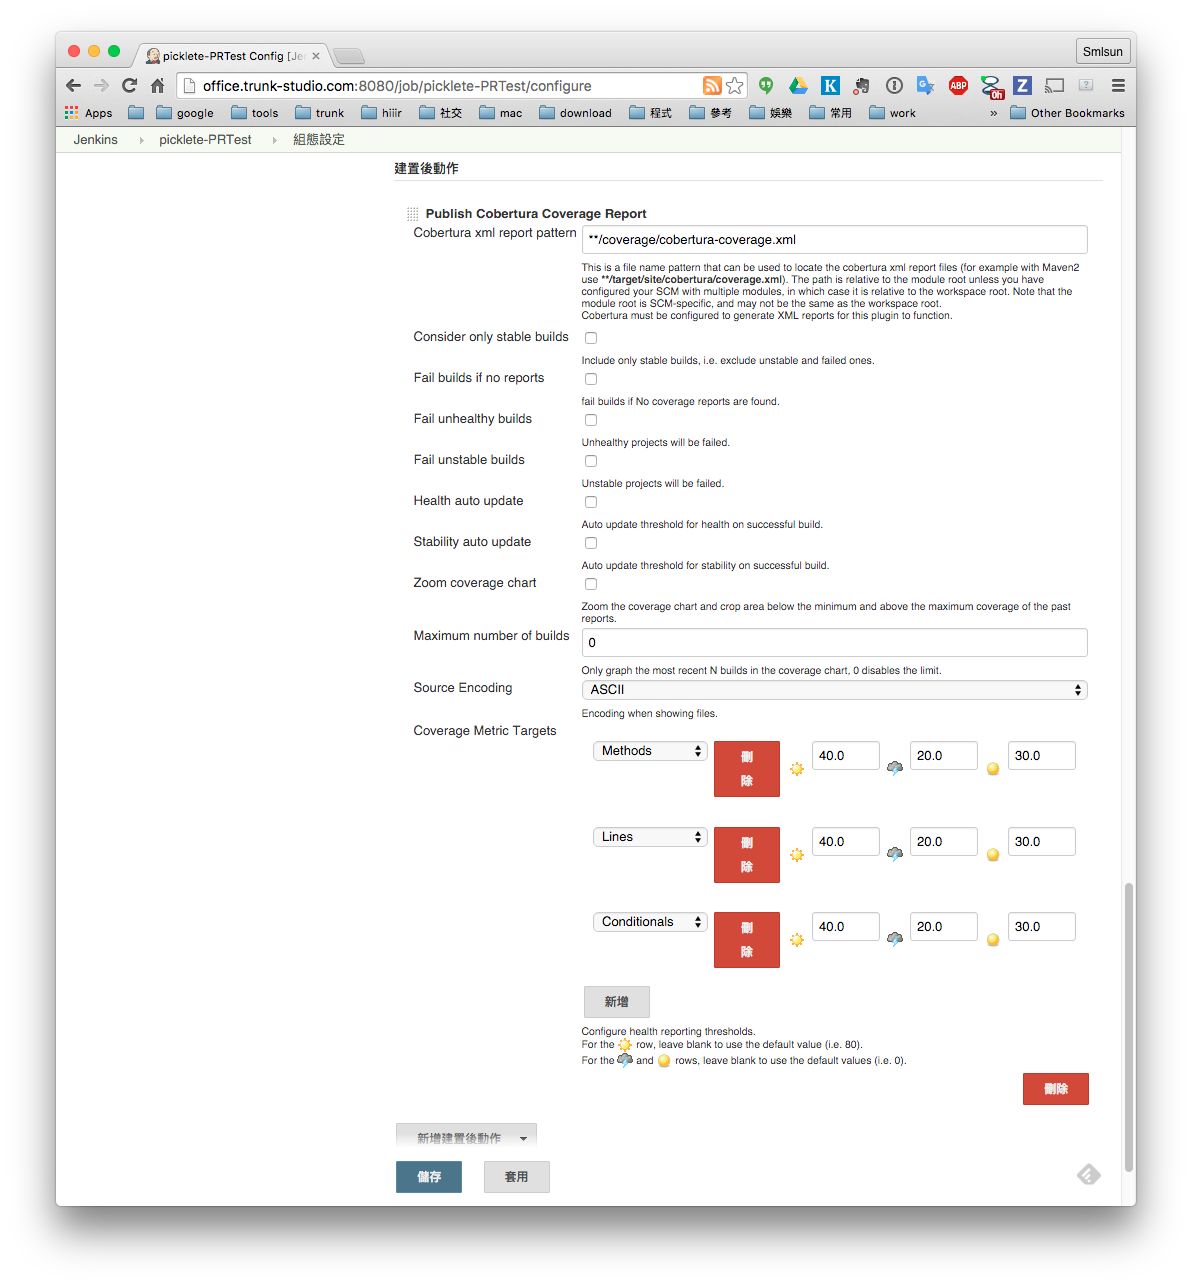 picklete-PRTest Config [Je
Smlsun
office.trunk-studio.com:8080/job/picklete-PRTest/configure
K
ABP
0h
Z
Apps google tools trunk hiiir 社交 mac download 程式 參考 娛樂 常用 work » Other Bookmarks
Jenkins picklete-PRTest 組態設定
建置後動作
Publish Cobertura Coverage Report
Cobertura xml report pattern **/coverage/cobertura-coverage.xml
This is a file name pattern that can be used to locate the cobertura xml report files (for example with Maven2
use **/target/site/cobertura/coverage.xml). The path is relative to the module root unless you have
configured your SCM with multiple modules, in which case it is relative to the workspace root. Note that the
module root is SCM-specific, and may not be the same as the workspace root.
Cobertura must be configured to generate XML reports for this plugin to function.
Consider only stable builds
Include only stable builds, i.e. exclude unstable and failed ones.
Fail builds if no reports
fail builds if No coverage reports are found.
Fail unhealthy builds
Unhealthy projects will be failed.
Fail unstable builds
Unstable projects will be failed.
Health auto update
Auto update threshold for health on successful build.
Stability auto update
Auto update threshold for stability on successful build.
Zoom coverage chart
Zoom the coverage chart and crop area below the minimum and above the maximum coverage of the past
reports.
Maximum number of builds 0
Only graph the most recent N builds in the coverage chart, 0 disables the limit.
Source Encoding ASCII
Encoding when showing files.
Coverage Metric Targets
Methods 刪除 40.0 20.0 30.0
Lines 刪除 40.0 20.0 30.0
Conditionals 刪除 40.0 20.0 30.0
新增
Configure health reporting thresholds.
For the row, leave blank to use the default value (i.e. 80).
For the and rows, leave blank to use the default values (i.e. 0).
刪除
新增建置後動作
儲存 套用